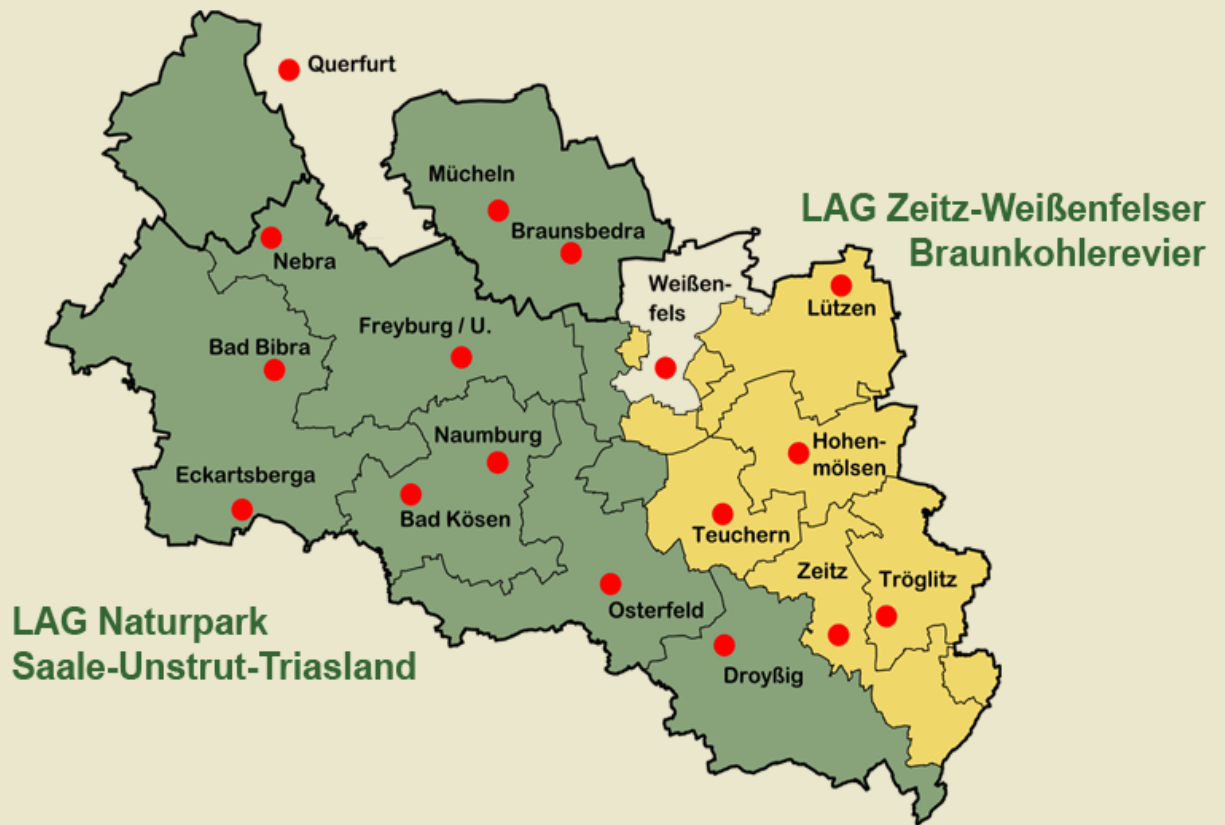 Querfurt
Mücheln
Braunsbedra
LAG Zeitz-Weißenfelser
Braunkohlerevier
Nebra
Weißen-
fels
Lützen
Freyburg / U.
Bad Bibra
Naumburg
Hohen-
mölsen
Eckartsberga
Bad Kösen
Teuchern
Zeitz
Tröglitz
Osterfeld
LAG Naturpark
Saale-Unstrut-Triasland
Droyßig